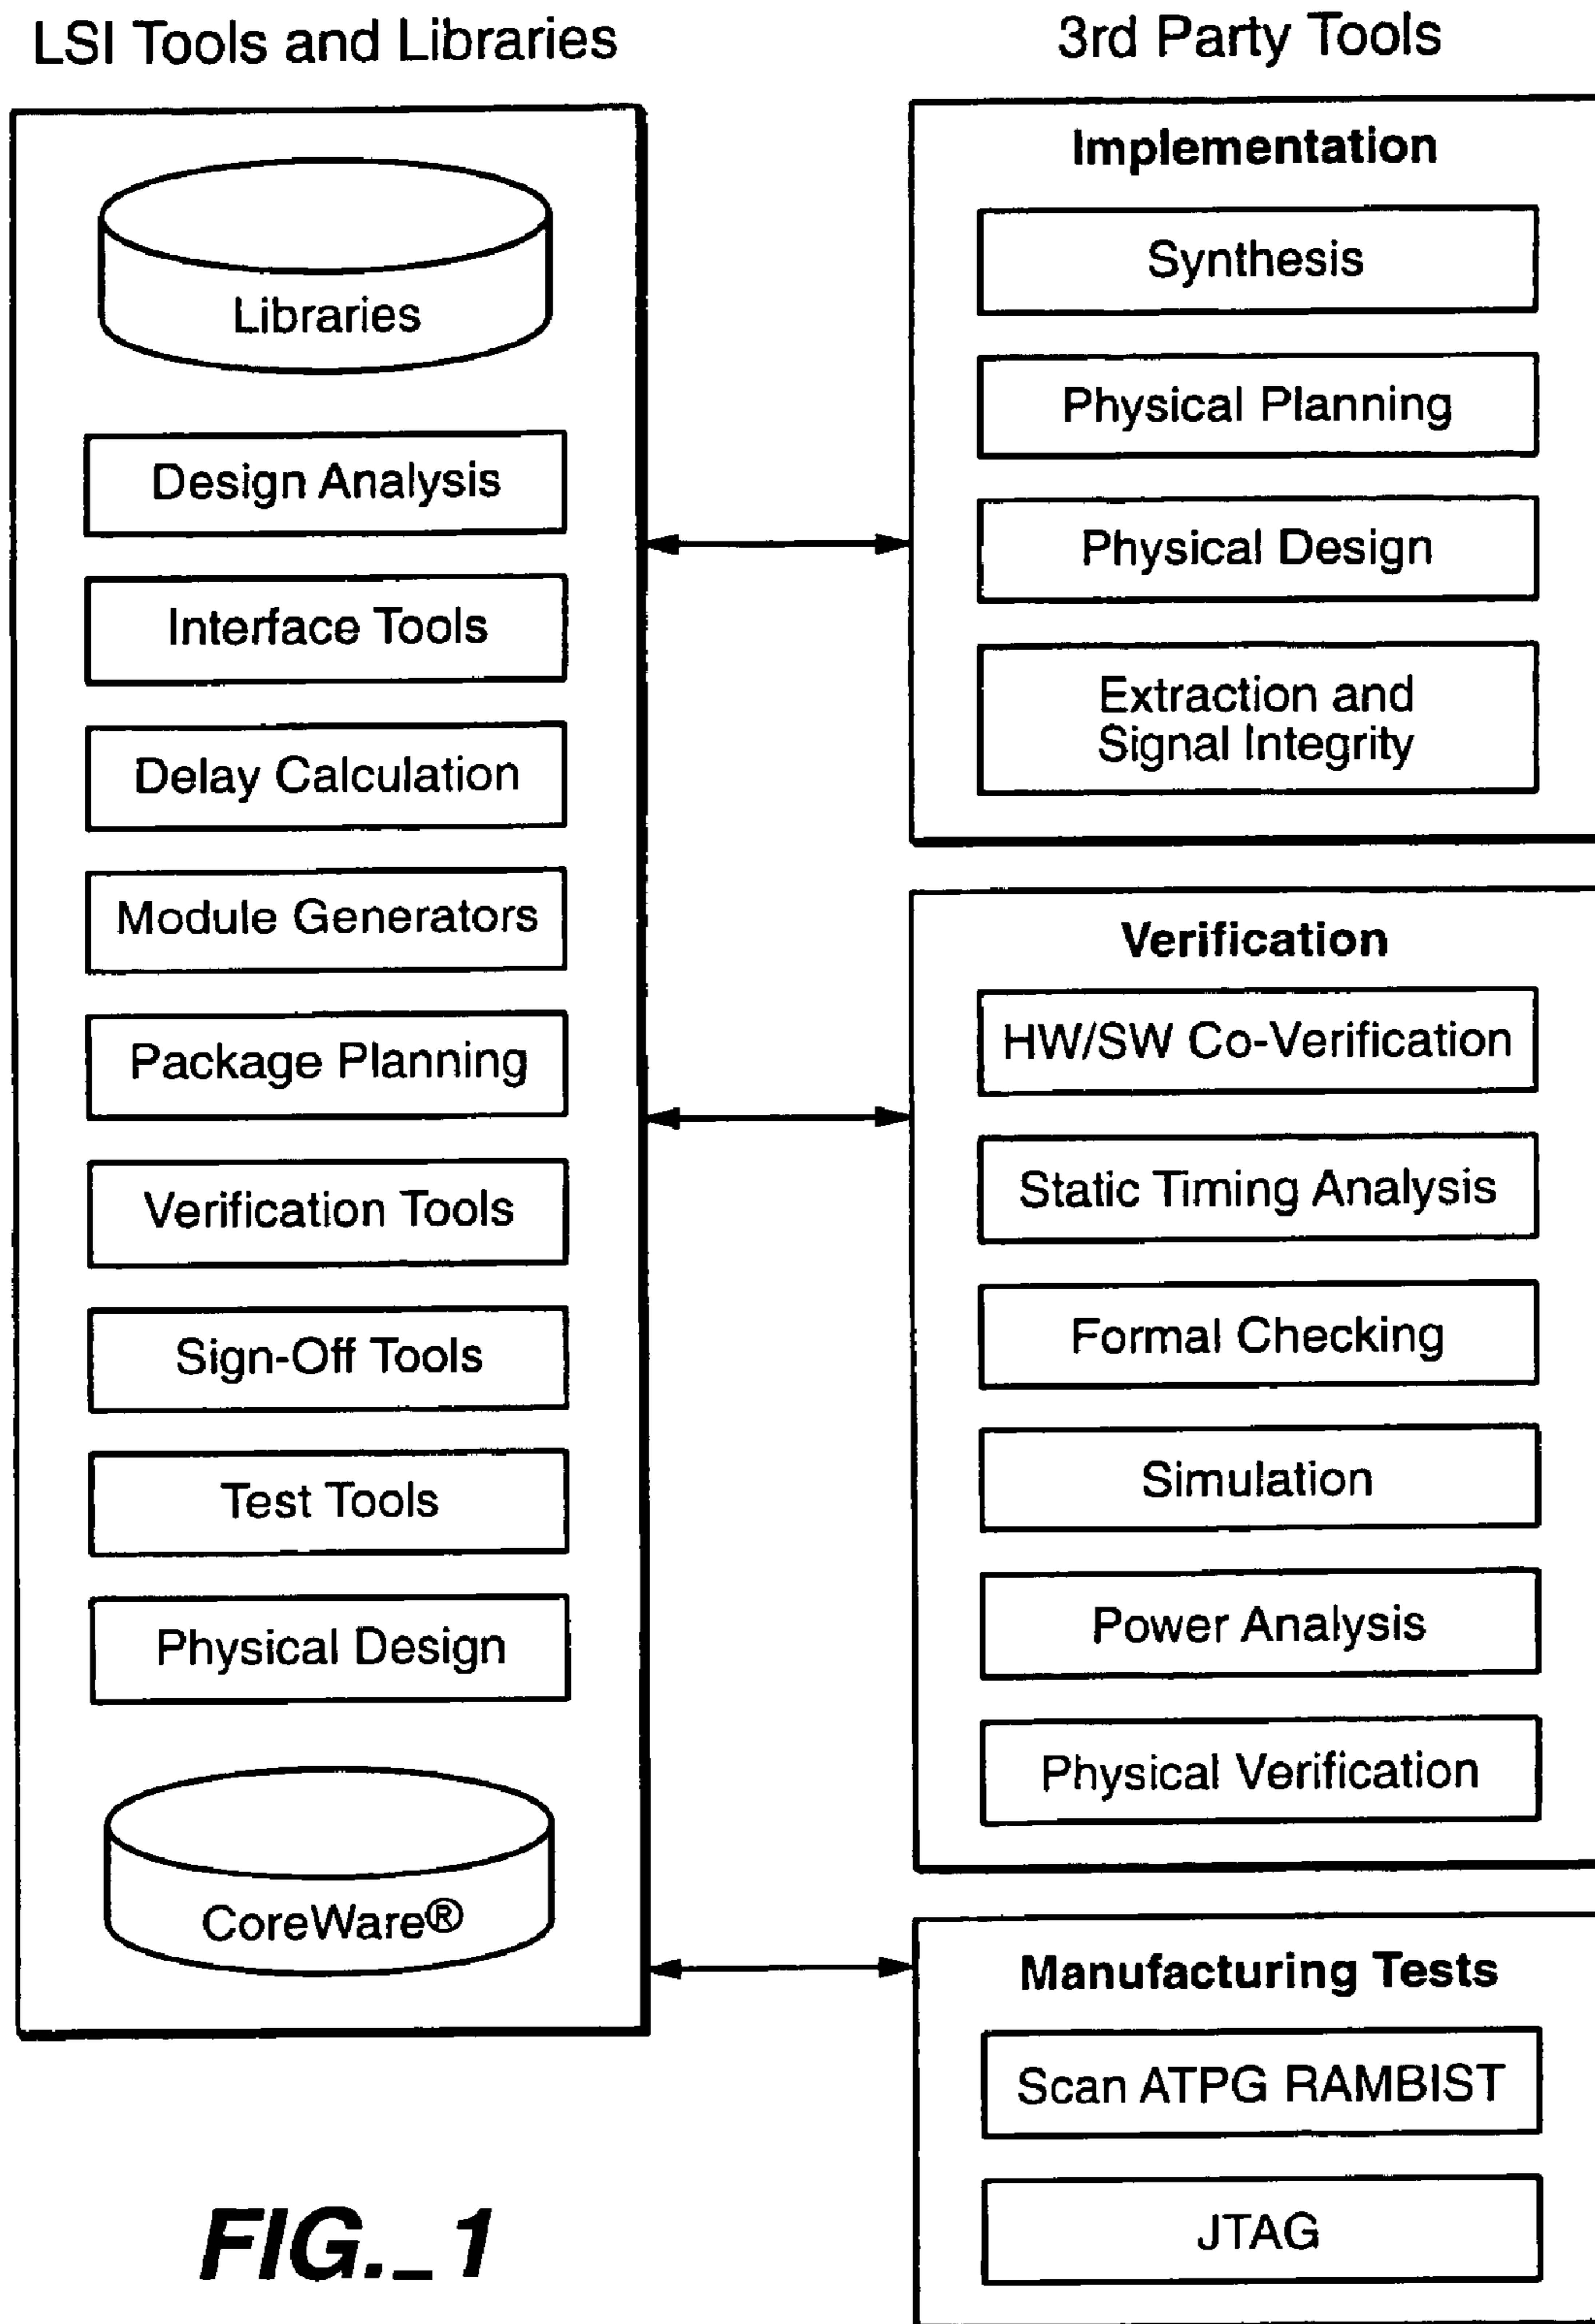 LSI Tools and Libraries
Libraries
Design Analysis
Interface Tools
Delay Calculation
Module Generators
Package Planning
Verification Tools
Sign-Off Tools
Test Tools
Physical Design
CoreWare®
3rd Party Tools
Implementation
Synthesis
Physical Planning
Physical Design
Extraction and
Signal Integrity
Verification
HW/SW Co-Verification
Static Timing Analysis
Formal Checking
Simulation
Power Analysis
Physical Verification
Manufacturing Tests
Scan ATPG RAMBIST
JTAG
FIG._ 1